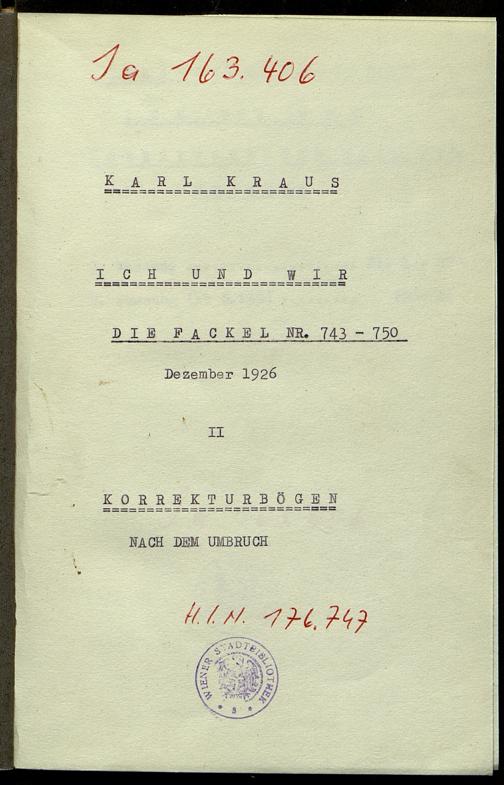 Ja 163.406
KARL KRAUS
ICH UND WIR
DIE FACKEL NR. 743 - 750
Dezember 1926
II
KORREKTURBÖGEN
NACH DEM UMBRUCH
H.I.N. 176.747
WIENER STADTBIBLIOTHEK
* 8 *